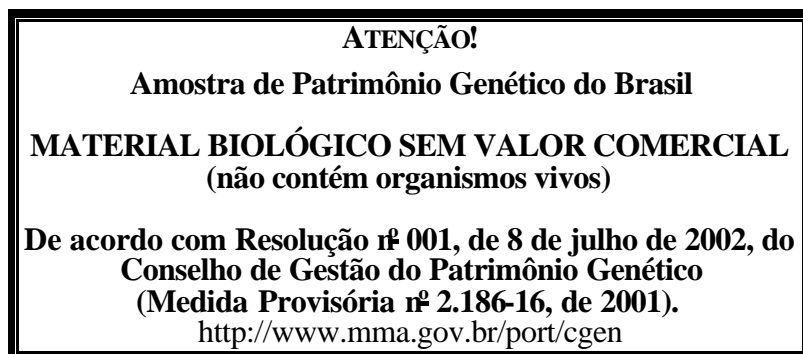 ATENÇÃO!
Amostra de Patrimônio Genético do Brasil
MATERIAL BIOLÓGICO SEM VALOR COMERCIAL
(não contém organismos vivos)
De acordo com Resolução nº 001, de 8 de julho de 2002, do
Conselho de Gestão do Patrimônio Genético
(Medida Provisória nº 2.186-16, de 2001).
http://www.mma.gov.br/port/cgen